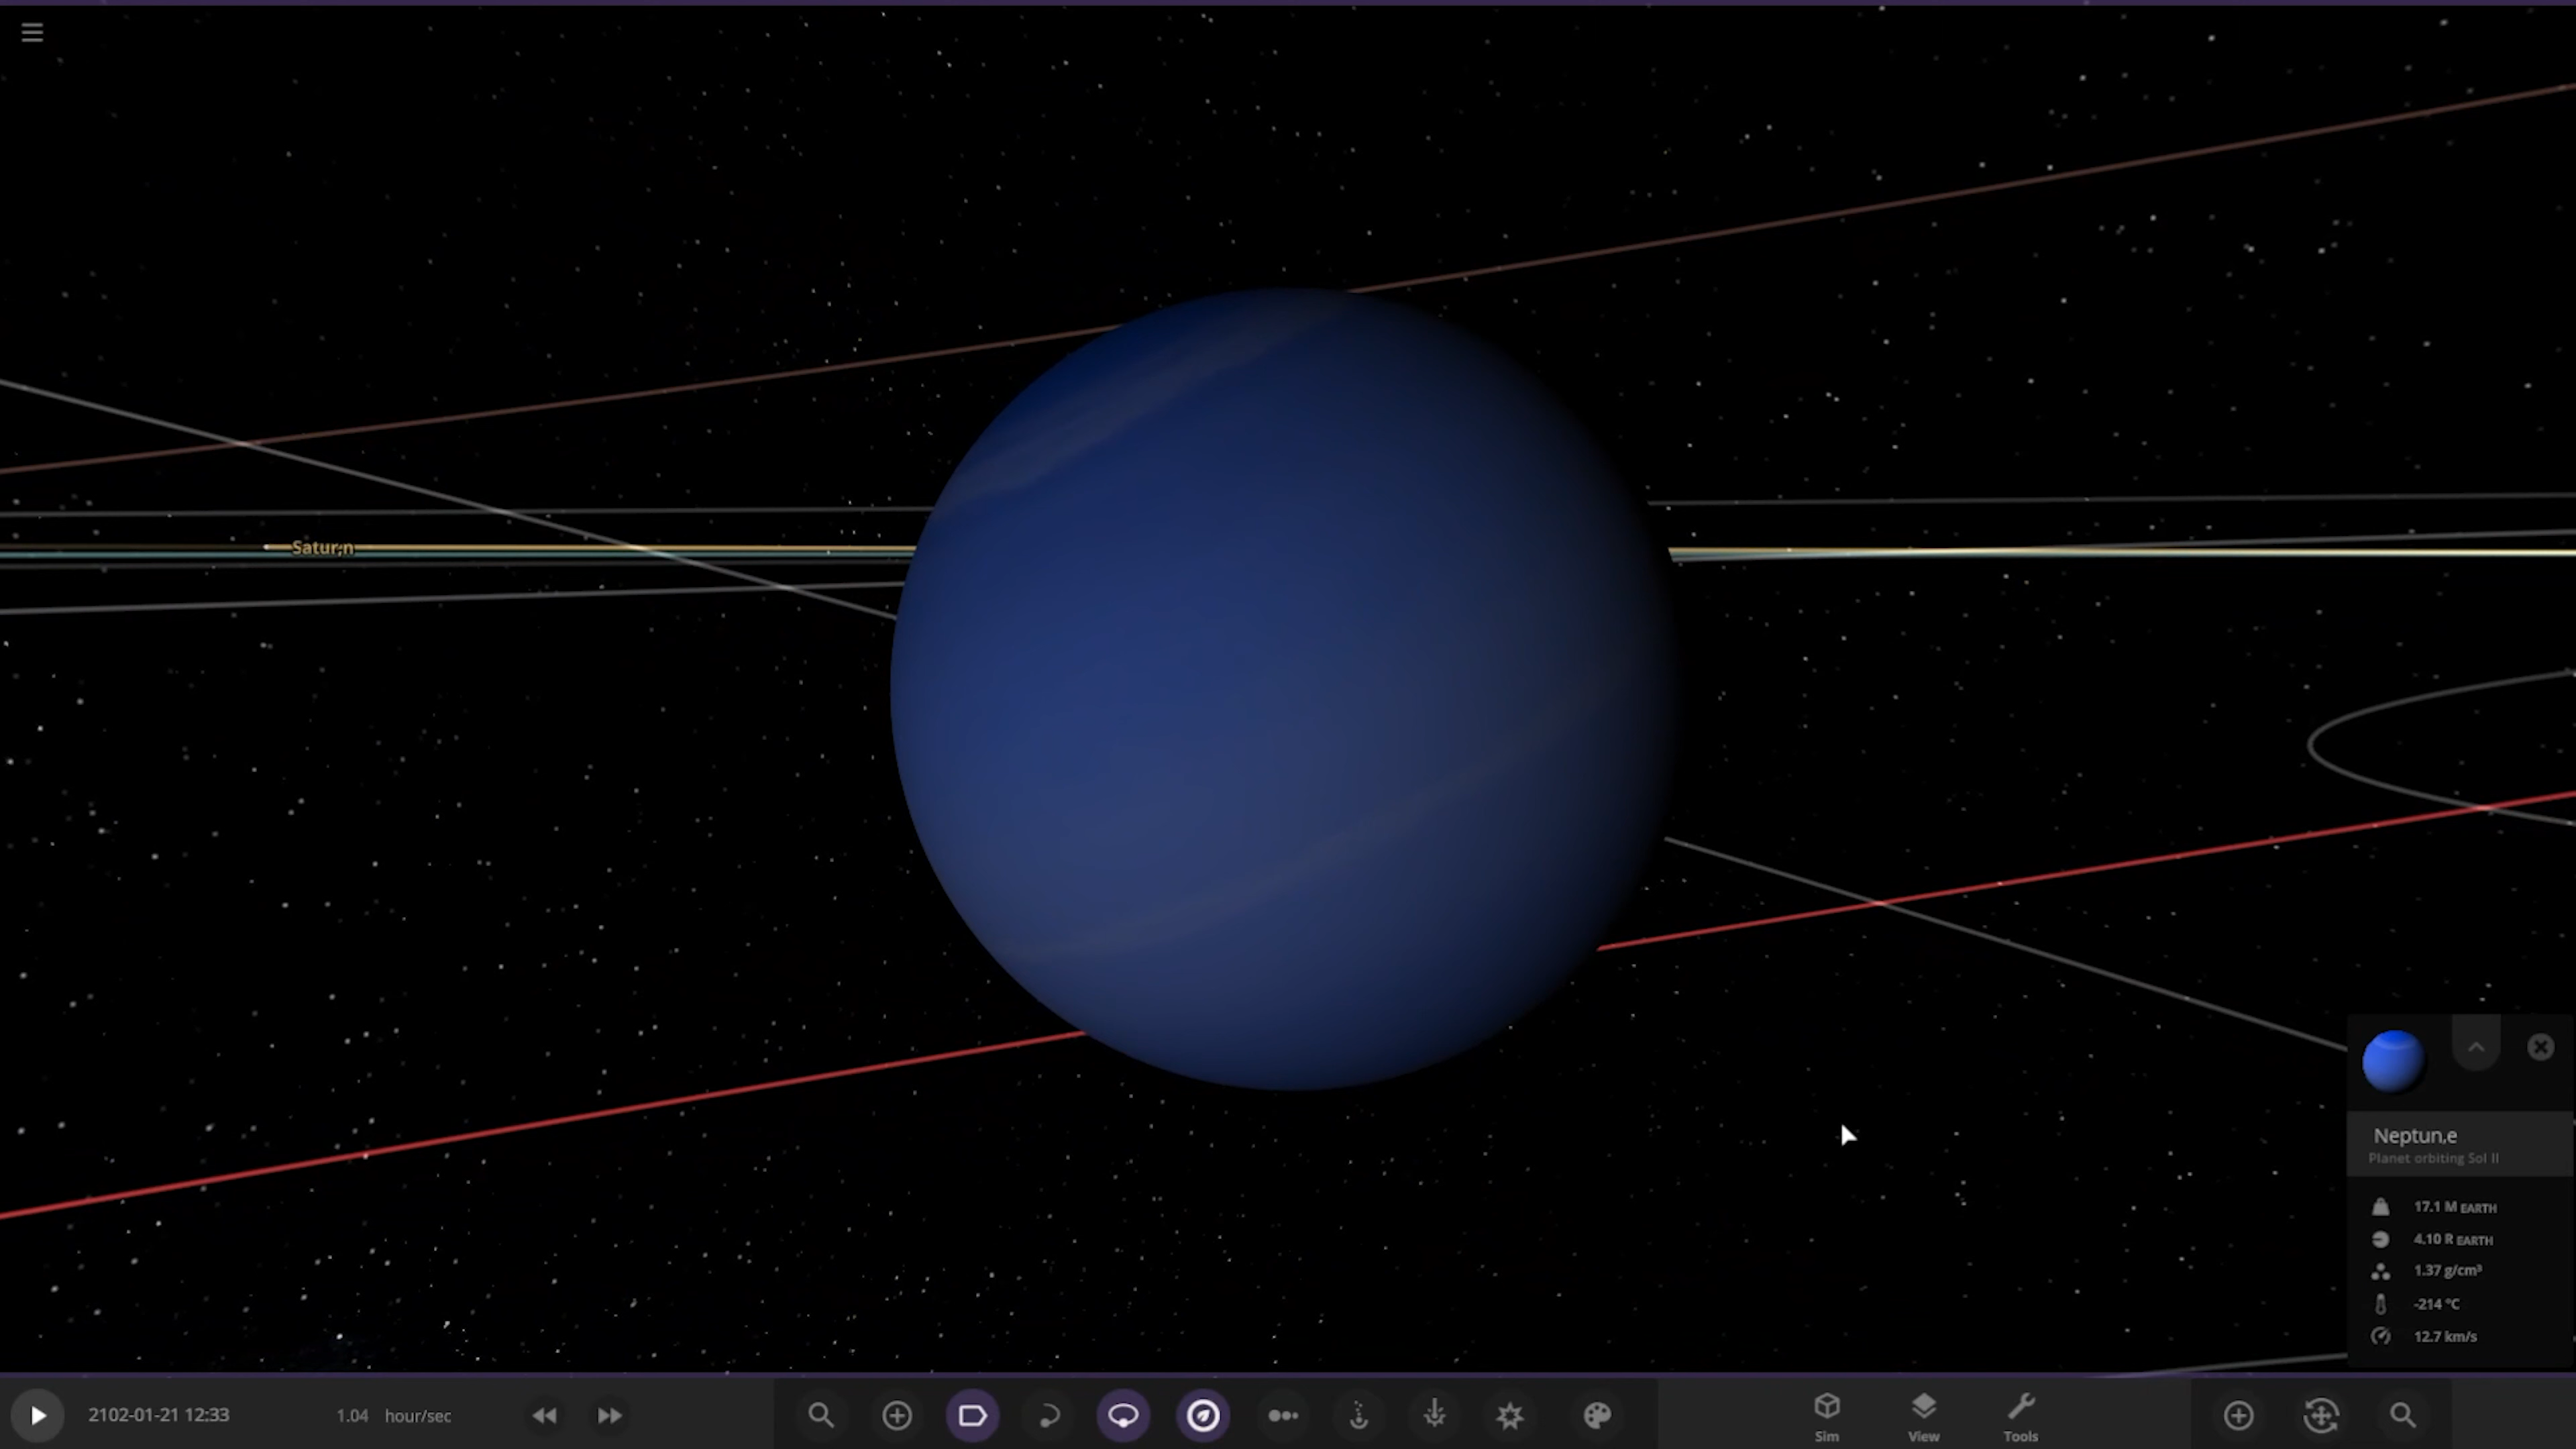 Satur,n
Neptun,e
Planet orbiting Sol II
17.1 M EARTH
4.10 R EARTH
1.37 g/cm³
-214 °C
12.7 km/s
2102-01-21 12:33
1.04 hour/sec
Sim
View
Tools